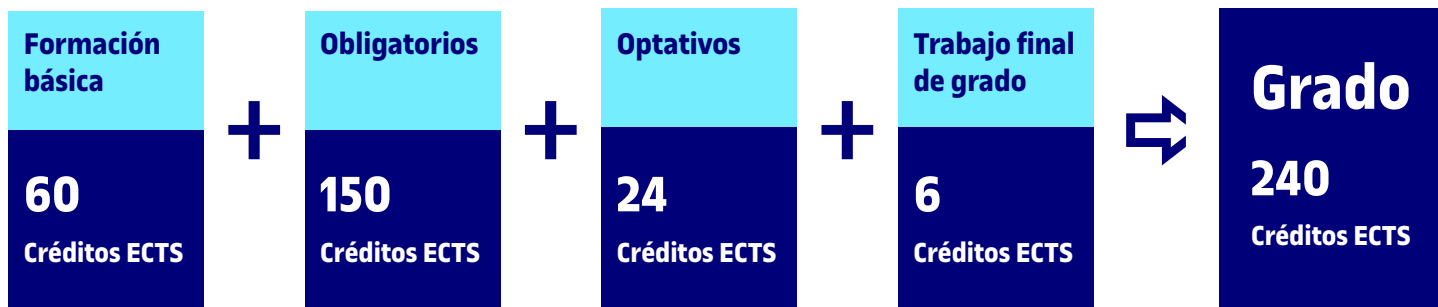 Formación
básica
60
Créditos ECTS
+
Obligatorios
150
Créditos ECTS
+
Optativos
24
Créditos ECTS
+
Trabajo final
de grado
6
Créditos ECTS
Grado
240
Créditos ECTS